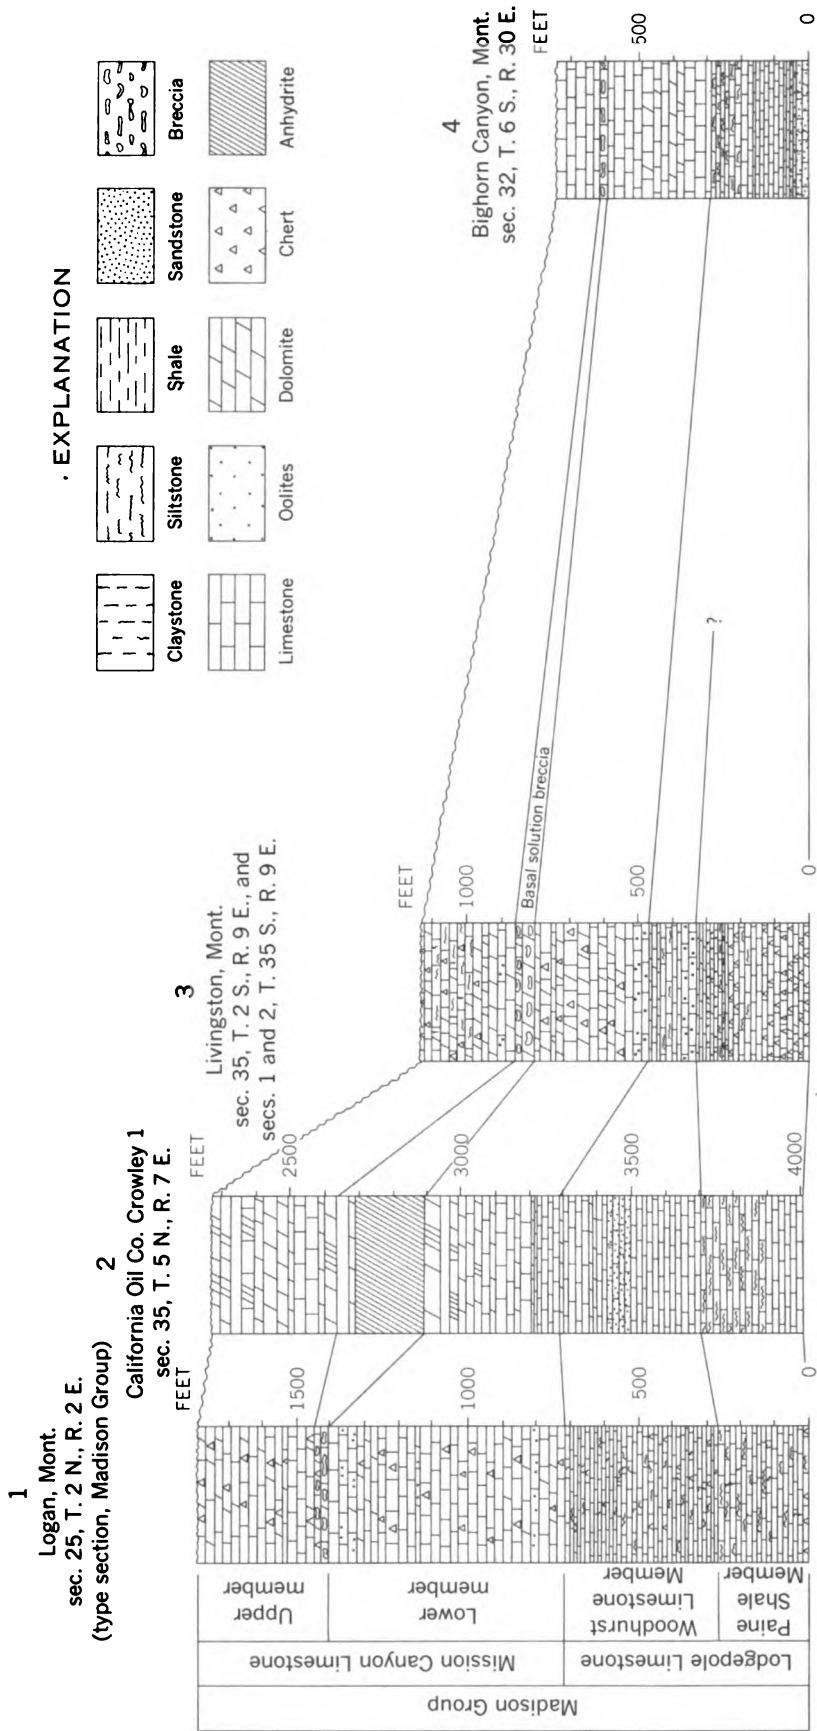 1
Logan, Mont.
sec. 25, T. 2 N., R. 2 E.
(type section, Madison Group)
FEET
1500
1000
500
0
Madison Group
Mission Canyon Limestone
Lodgepole Limestone
Upper
member
Lower
member
Woodhurst
Limestone
Member
Paine
Shale
Member
2
California Oil Co. Crowley 1
sec. 35, T. 5 N., R. 7 E.
FEET
2500
3000
3500
4000
3
Livingston, Mont.
sec. 35, T. 2 S., R. 9 E., and
secs. 1 and 2, T. 35 S., R. 9 E.
FEET
1000
500
0
Basal solution breccia
?
4
Bighorn Canyon, Mont.
sec. 32, T. 6 S., R. 30 E.
FEET
500
0
. EXPLANATION
Claystone
Siltstone
Shale
Sandstone
Breccia
Limestone
Oolites
Dolomite
Chert
Anhydrite